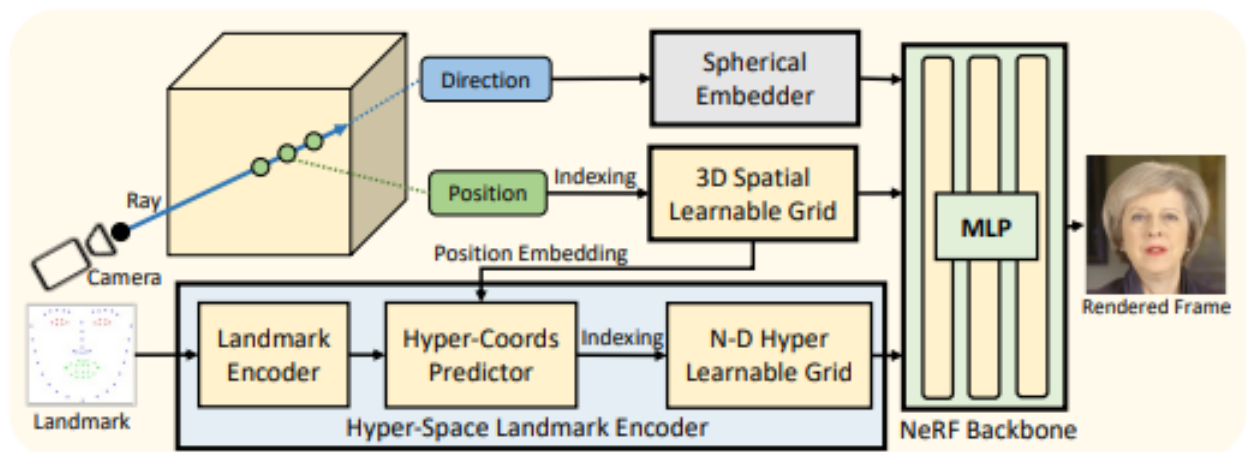 Direction
Spherical
Embedder
Ray
Camera
Position
Indexing
3D Spatial
Learnable Grid
Position Embedding
MLP
Rendered Frame
Landmark
Landmark
Encoder
Hyper-Coords
Predictor
Indexing
N-D Hyper
Learnable Grid
Hyper-Space Landmark Encoder
NeRF Backbone